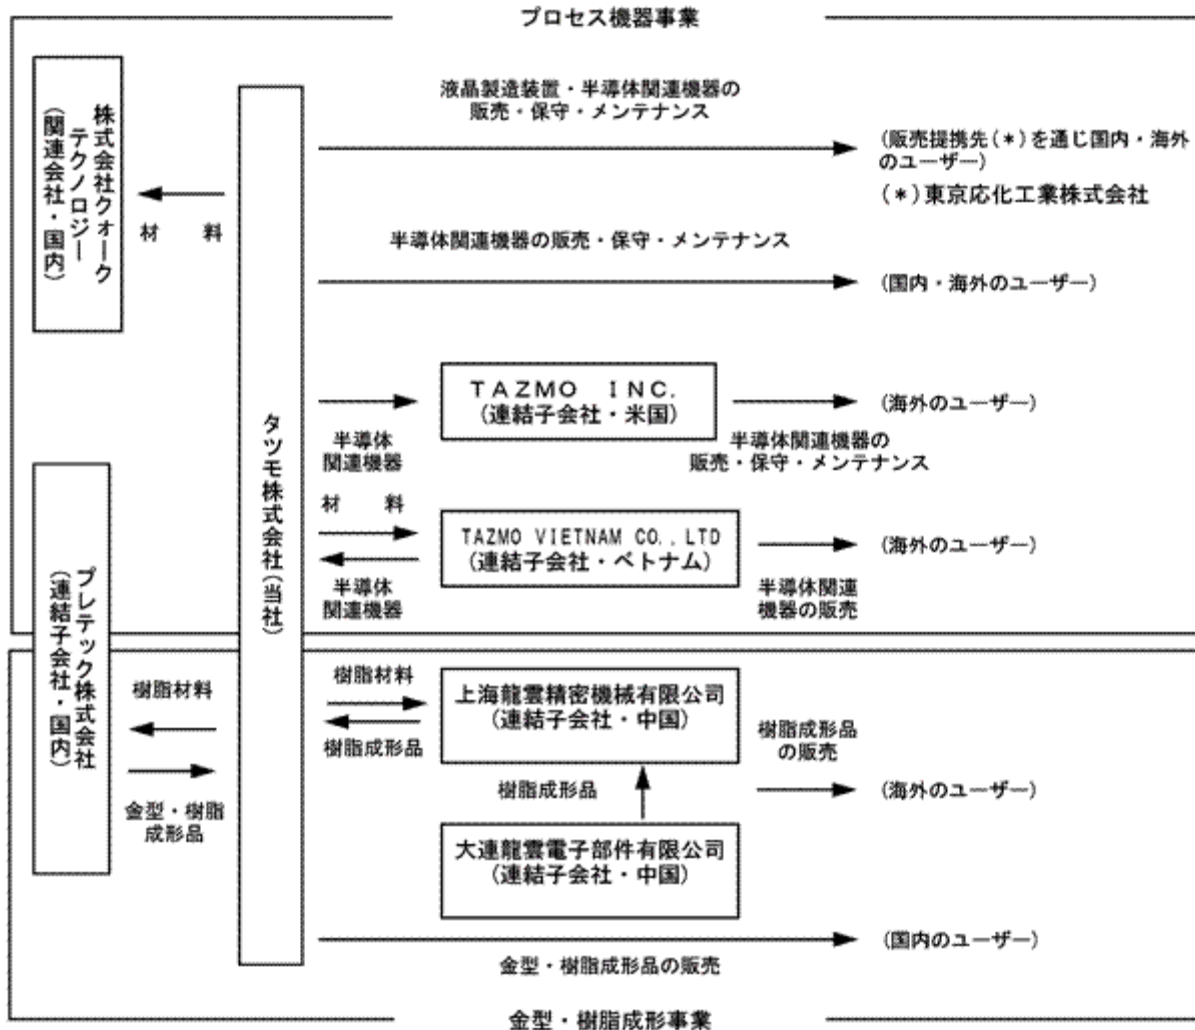 プロセス機器事業
株式会社クォーク
テクノロジー
(関連会社・国内)
材　料
タツモ株式会社(当社)
液晶製造装置・半導体関連機器の
販売・保守・メンテナンス
(販売提携先(*)を通じ国内・海外
のユーザー)
(*)東京応化工業株式会社
半導体関連機器の販売・保守・メンテナンス
(国内・海外のユーザー)
TAZMO INC.
(連結子会社・米国)
半導体
関連機器
(海外のユーザー)
半導体関連機器の
販売・保守・メンテナンス
材　料
TAZMO VIETNAM CO.,LTD
(連結子会社・ベトナム)
半導体
関連機器
(海外のユーザー)
半導体関連
機器の販売
プレテック株式会社
(連結子会社・国内)
樹脂材料
金型・樹脂
成形品
樹脂材料
樹脂成形品
上海龍雲精密機械有限公司
(連結子会社・中国)
樹脂成形品
の販売
(海外のユーザー)
樹脂成形品
大連龍雲電子部件有限公司
(連結子会社・中国)
(国内のユーザー)
金型・樹脂成形品の販売
金型・樹脂成形事業